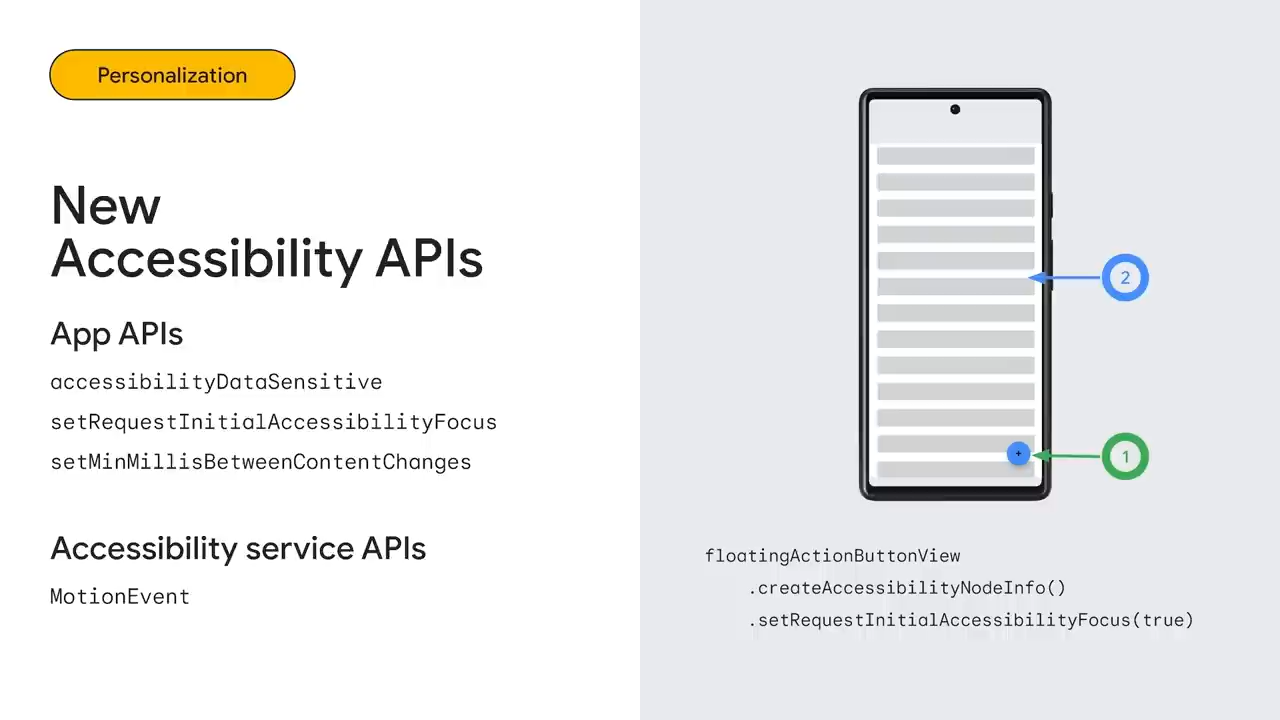 Personalization
New
Accessibility APIs
App APIs
accessibilityDataSensitive
setRequestInitialAccessibilityFocus
setMinMillisBetweenContentChanges
Accessibility service APIs
MotionEvent
2
+
1
floatingActionButtonView
.createAccessibilityNodeInfo()
.setRequestInitialAccessibilityFocus(true)